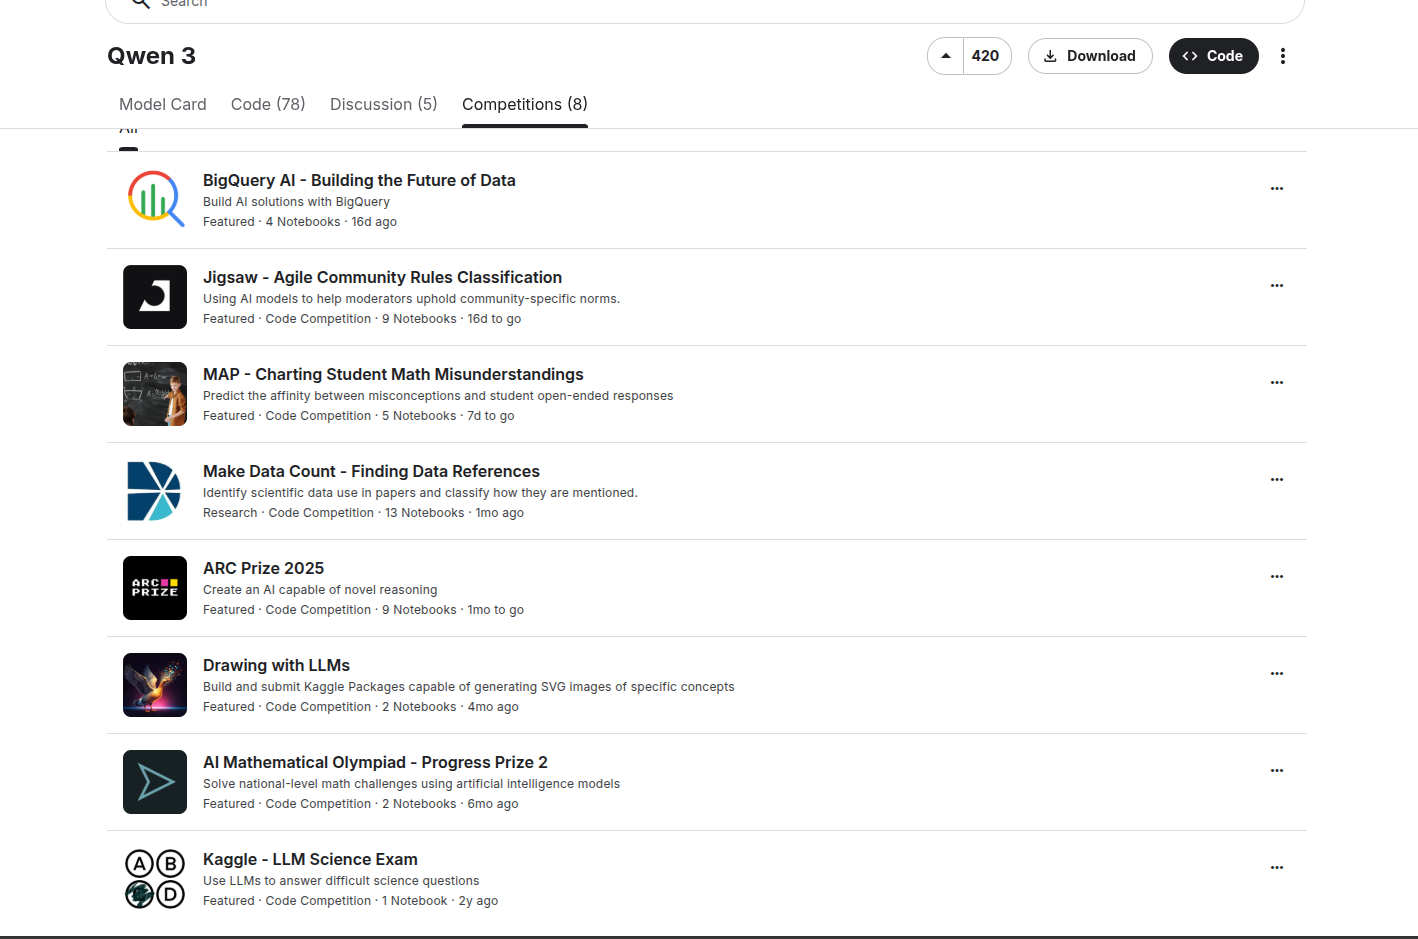 Search
Qwen 3
420
Download
<> Code
Model Card
Code (78)
Discussion (5)
Competitions (8)
All
BigQuery AI - Building the Future of Data
Build AI solutions with BigQuery
Featured · 4 Notebooks · 16d ago
Jigsaw - Agile Community Rules Classification
Using AI models to help moderators uphold community-specific norms.
Featured · Code Competition · 9 Notebooks · 16d to go
MAP - Charting Student Math Misunderstandings
Predict the affinity between misconceptions and student open-ended responses
Featured · Code Competition · 5 Notebooks · 7d to go
Make Data Count - Finding Data References
Identify scientific data use in papers and classify how they are mentioned.
Research · Code Competition · 13 Notebooks · 1mo ago
ARC
PRIZE
ARC Prize 2025
Create an AI capable of novel reasoning
Featured · Code Competition · 9 Notebooks · 1mo to go
Drawing with LLMs
Build and submit Kaggle Packages capable of generating SVG images of specific concepts
Featured · Code Competition · 2 Notebooks · 4mo ago
AI Mathematical Olympiad - Progress Prize 2
Solve national-level math challenges using artificial intelligence models
Featured · Code Competition · 2 Notebooks · 6mo ago
A B
D
Kaggle - LLM Science Exam
Use LLMs to answer difficult science questions
Featured · Code Competition · 1 Notebook · 2y ago